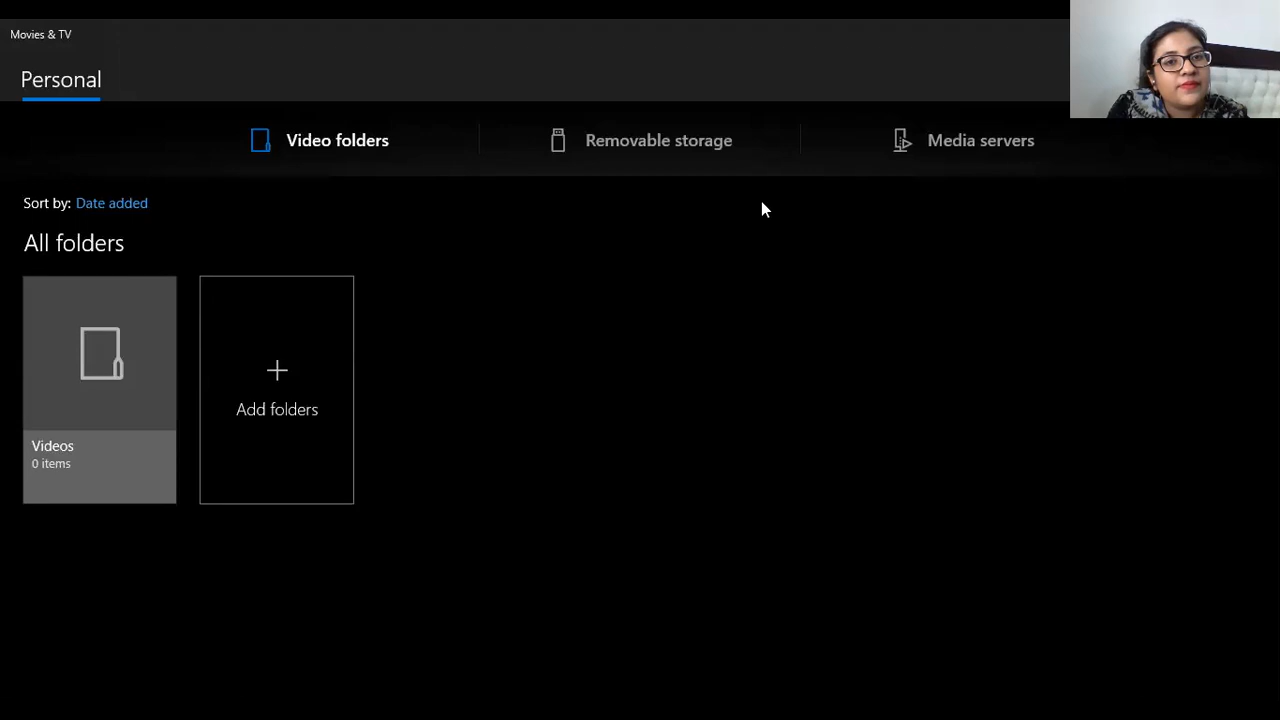 Movies & TV
Personal
Video folders
Removable storage
Media servers
Sort by: Date added
All folders
Videos
0 items
Add folders